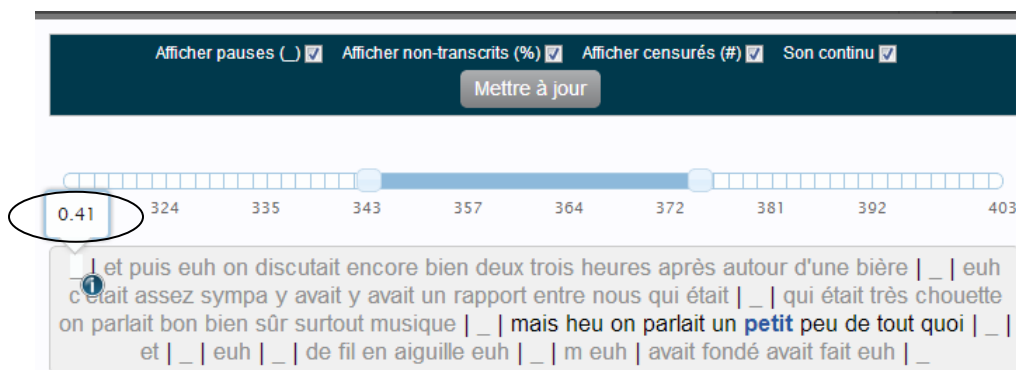 Afficher pauses (_) Afficher non-transcrits (%) Afficher censurés (#) Son continu
Mettre à jour
0.41 324 335 343 357 364 372 381 392 403
_ | et puis euh on discutait encore bien deux trois heures après autour d'une bière | _ | euh
c'était assez sympa y avait y avait un rapport entre nous qui était | _ | qui était très chouette
on parlait bon bien sûr surtout musique | _ | mais heu on parlait un petit peu de tout quoi | _ |
et | _ | euh | _ | de fil en aiguille euh | _ | m euh | avait fondé avait fait euh | _